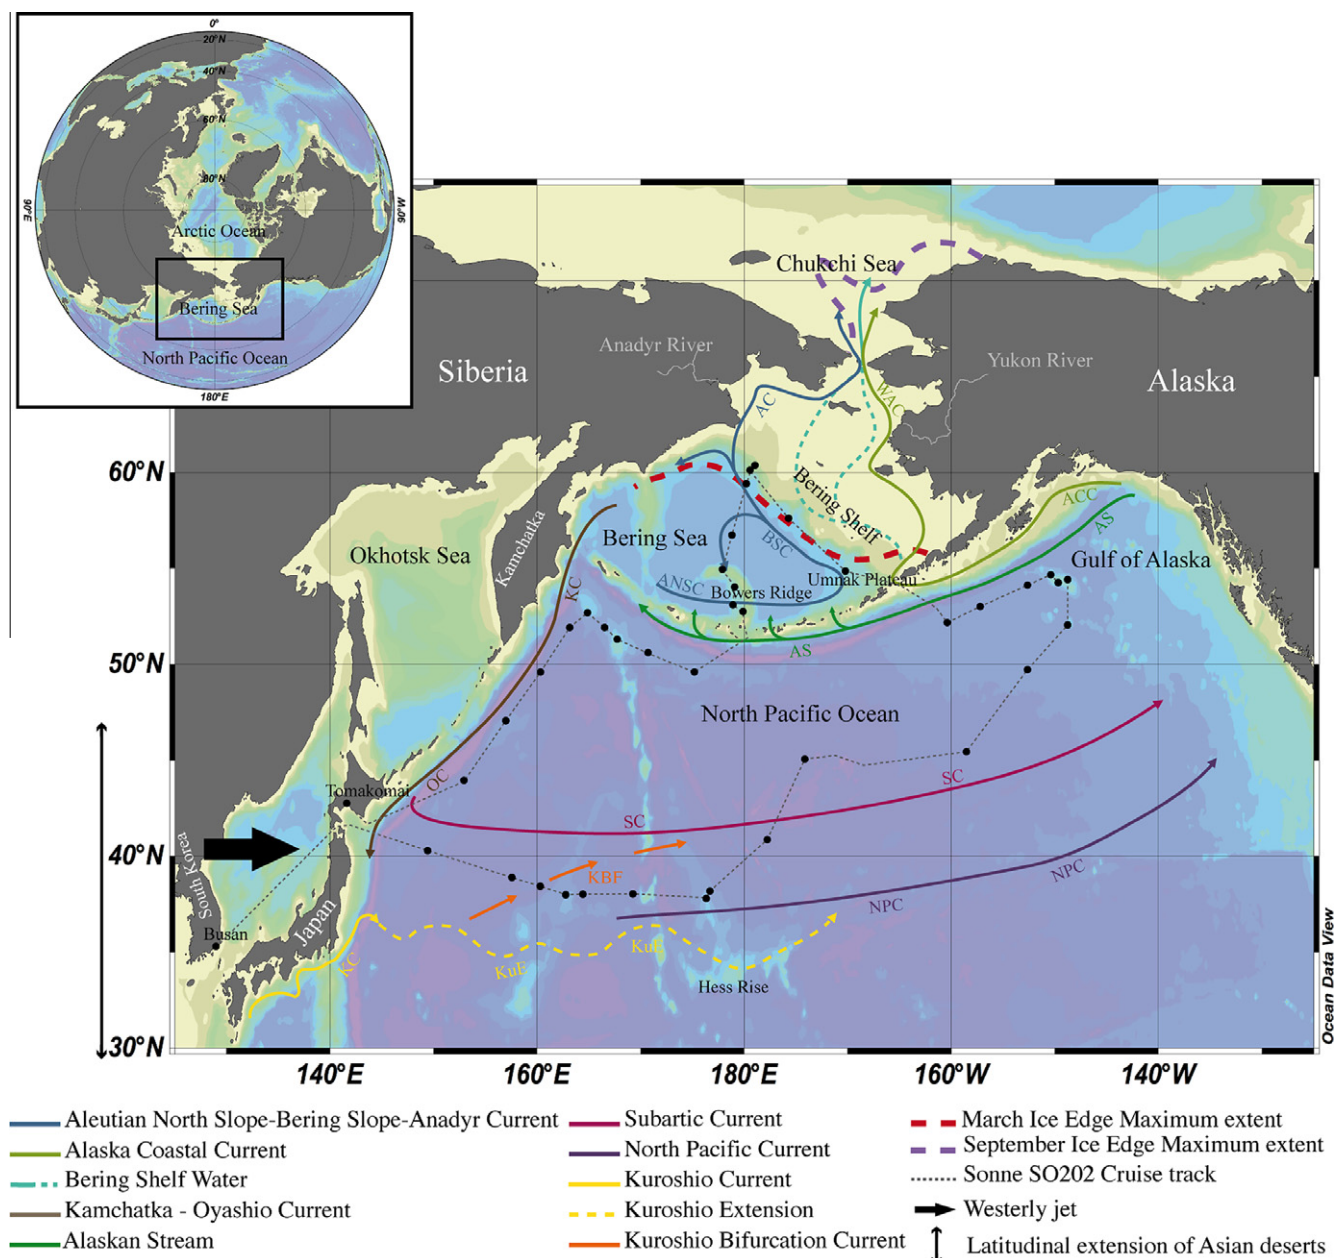 0°
20°N
40°N
60°N
80°N
90°E
90°W
Arctic Ocean
Bering Sea
North Pacific Ocean
180°E
Chukchi Sea
Anadyr River
Yukon River
Siberia
Alaska
AC
WAC
60°N
Bering Shelf
ACC
AS
Kamchatka
Bering Sea
BSC
Okhotsk Sea
Gulf of Alaska
KC
ANSC
Bowers Ridge
Umnak Plateau
AS
50°N
North Pacific Ocean
OC
SC
Tomakomai
SC
South Korea
40°N
KBF
NPC
NPC
Japan
Busan
KC
KuE
KuE
Hess Rise
30°N
140°E
160°E
180°E
160°W
140°W
Ocean Data View
Aleutian North Slope-Bering Slope-Anadyr Current
Alaska Coastal Current
Bering Shelf Water
Kamchatka - Oyashio Current
Alaskan Stream
Subartic Current
North Pacific Current
Kuroshio Current
Kuroshio Extension
Kuroshio Bifurcation Current
March Ice Edge Maximum extent
September Ice Edge Maximum extent
Sonne SO202 Cruise track
Westerly jet
Latitudinal extension of Asian deserts